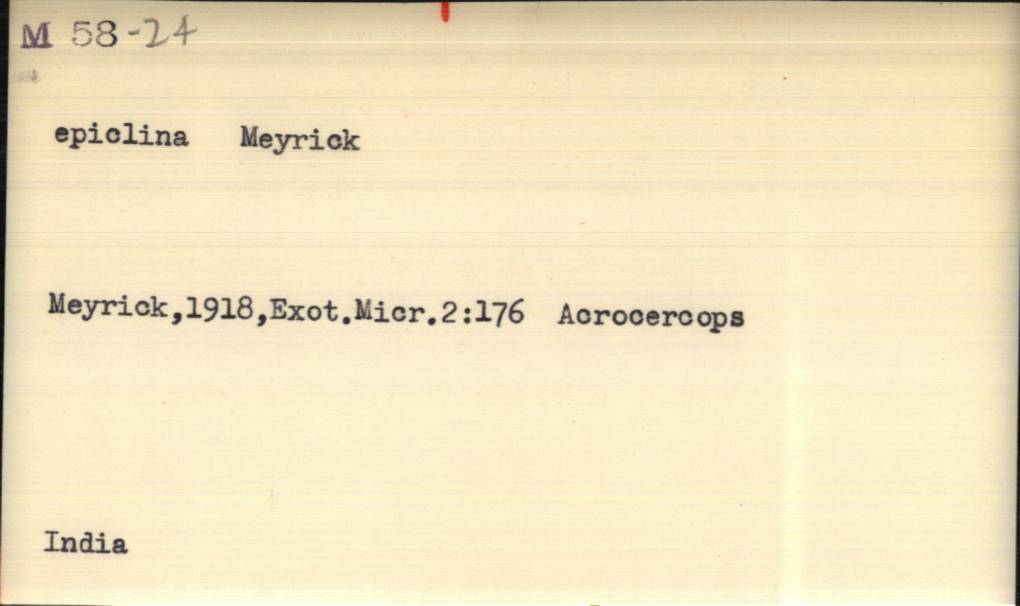 M 58-24
epiclina Meyrick
Meyrick,1918,Exot.Micr.2:176 Acrocercops
India